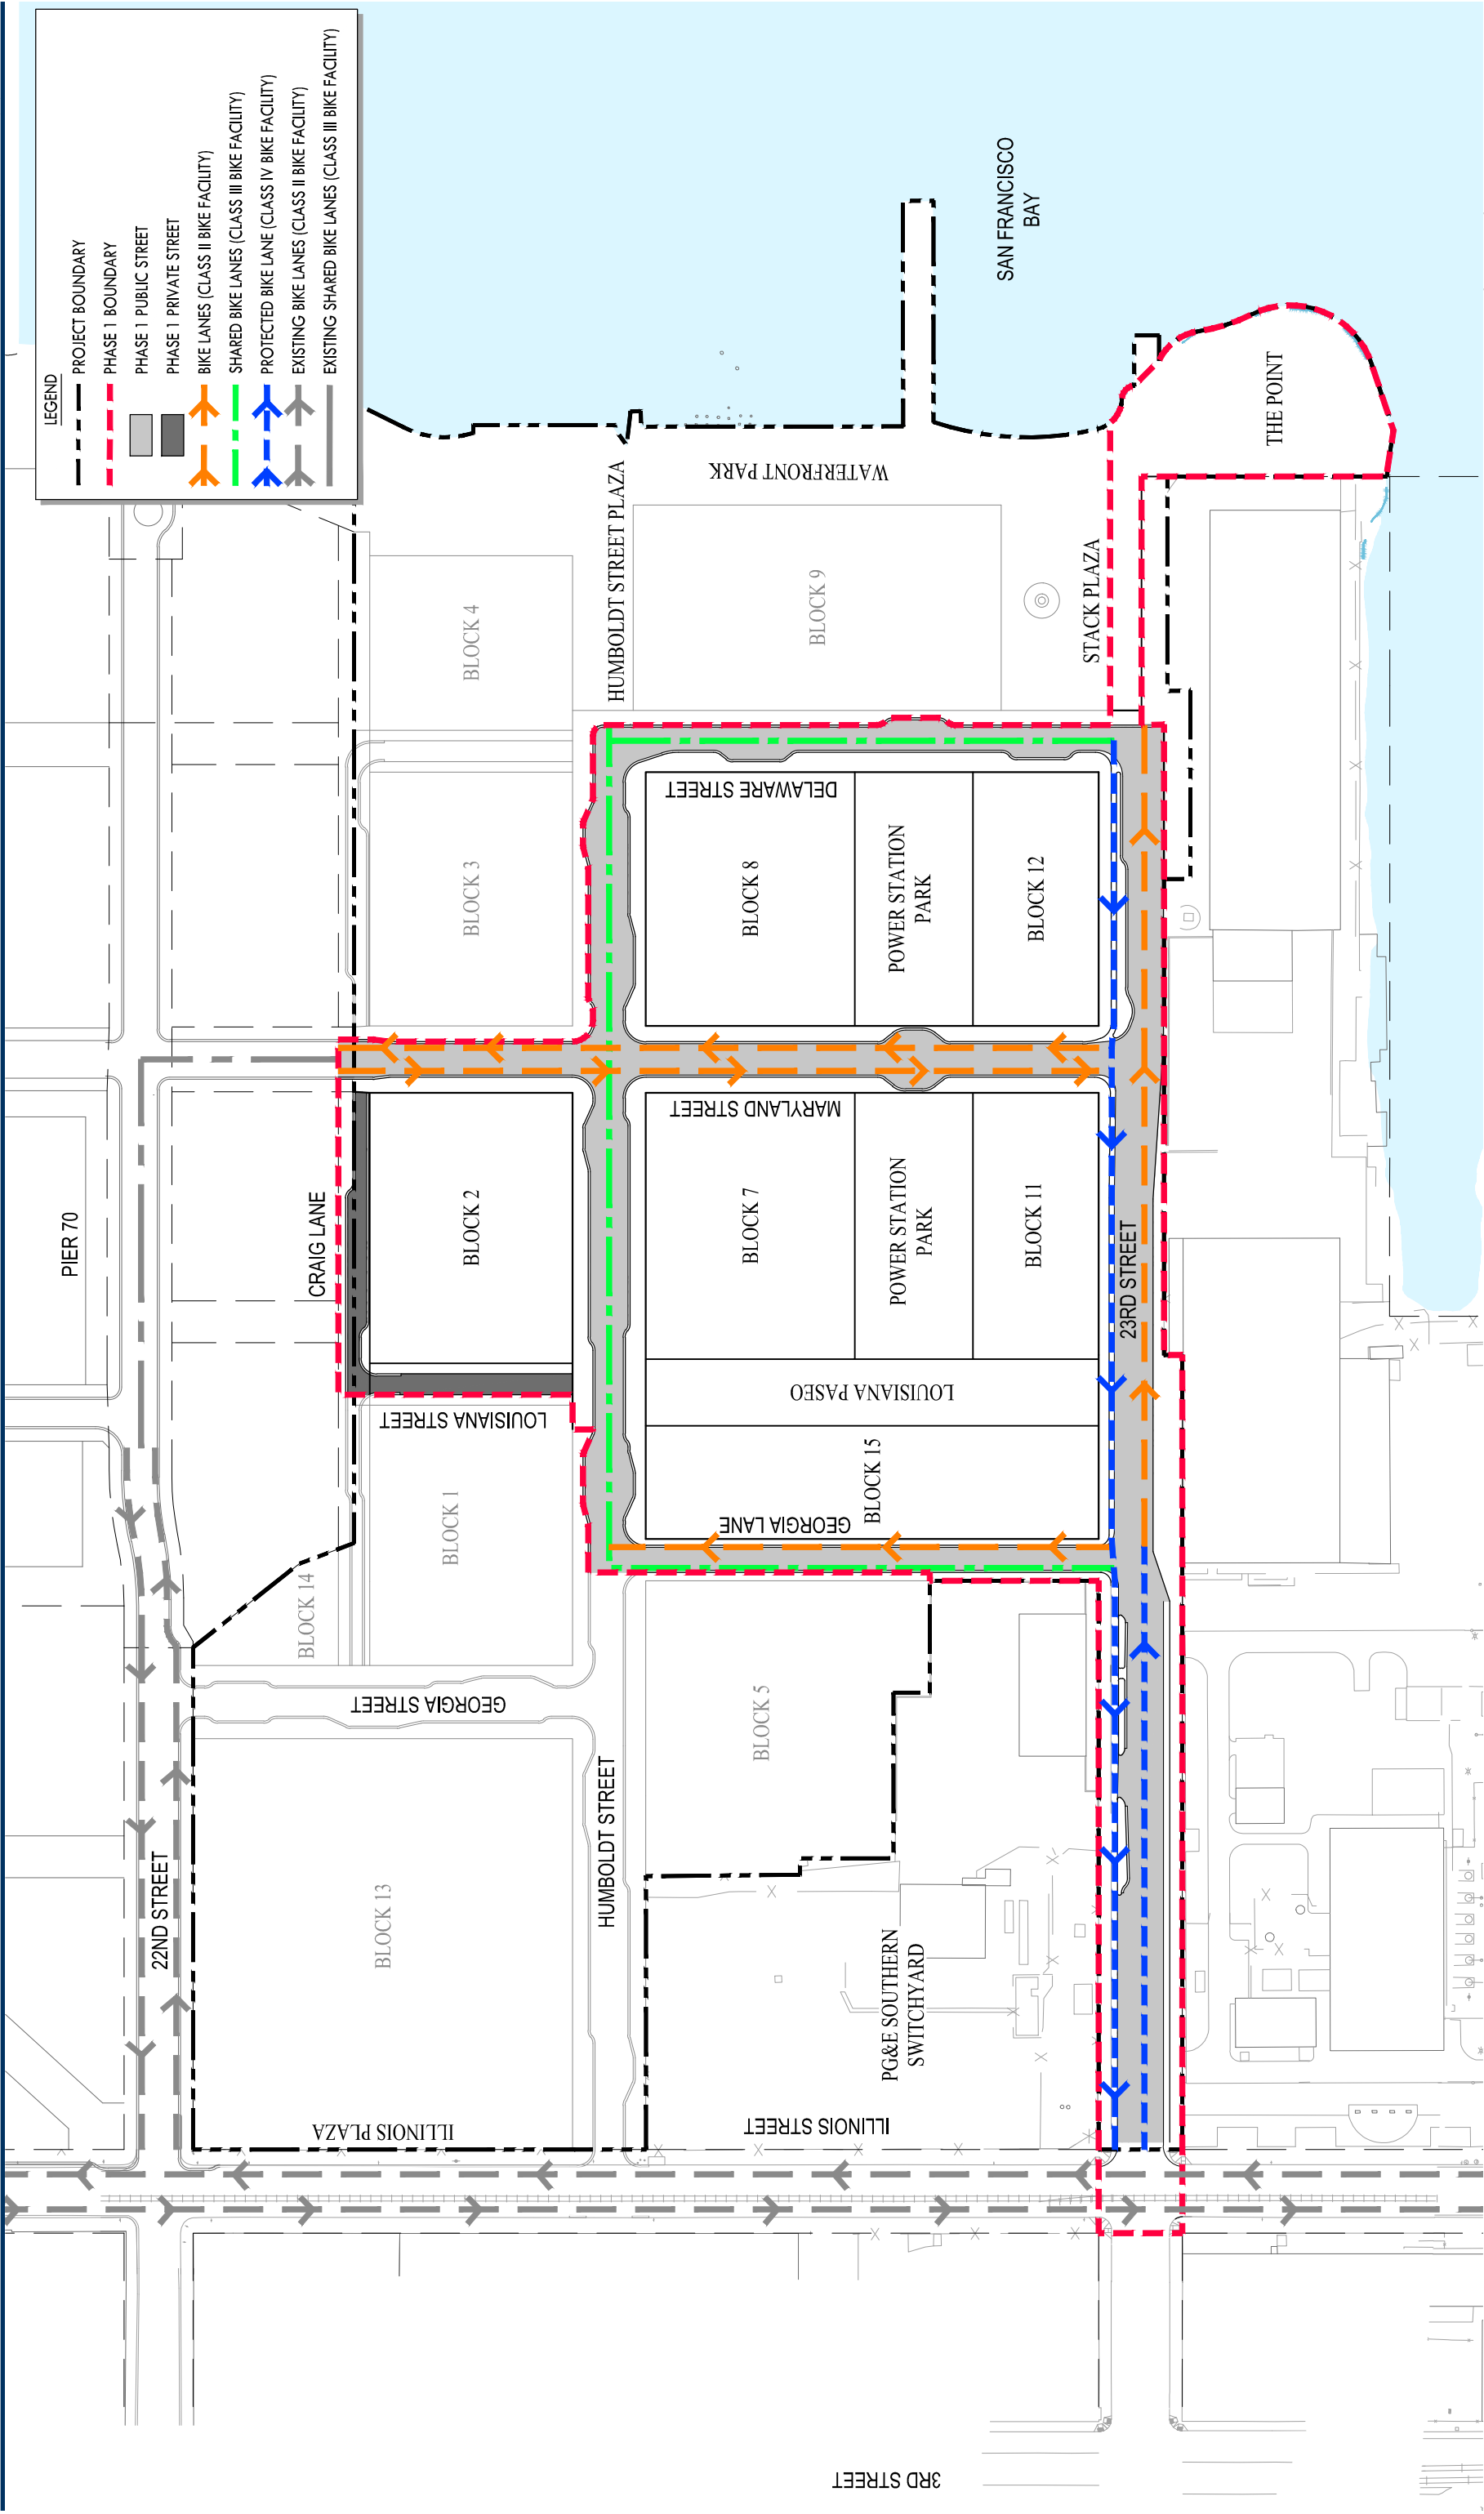 LEGEND
PROJECT BOUNDARY
PHASE 1 BOUNDARY
PHASE 1 PUBLIC STREET
PHASE 1 PRIVATE STREET
BIKE LANES (CLASS II BIKE FACILITY)
SHARED BIKE LANES (CLASS III BIKE FACILITY)
PROTECTED BIKE LANE (CLASS IV BIKE FACILITY)
EXISTING BIKE LANES (CLASS II BIKE FACILITY)
EXISTING SHARED BIKE LANES (CLASS III BIKE FACILITY)
PIER 70
22ND STREET
CRAIG LANE
BLOCK 14
ILLINOIS PLAZA
BLOCK 13
GEORGIA STREET
BLOCK 1
LOUISIANA STREET
BLOCK 2
BLOCK 3
BLOCK 4
HUMBOLDT STREET
HUMBOLDT STREET PLAZA
ILLINOIS STREET
BLOCK 5
GEORGIA LANE
BLOCK 15
LOUISIANA PASEO
BLOCK 7
MARYLAND STREET
BLOCK 8
DELAWARE STREET
BLOCK 9
WATERFRONT PARK
PG&E SOUTHERN
SWITCHYARD
POWER STATION
PARK
POWER STATION
PARK
BLOCK 11
BLOCK 12
STACK PLAZA
SAN FRANCISCO
BAY
3RD STREET
23RD STREET
THE POINT